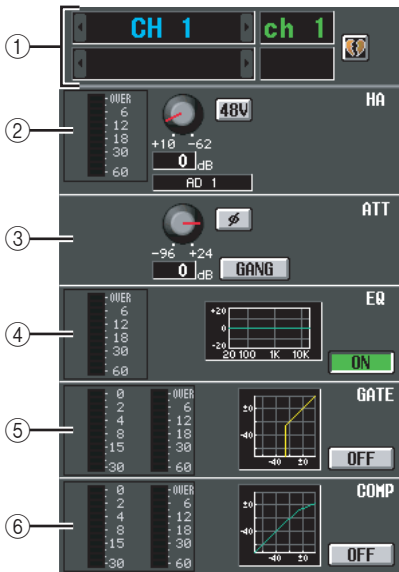 ① CH 1 ch 1
② HA
OVER
6
12
18
30
60
48V
+10 -62
0 dB
AD 1
③ ATT
ø
-96 +24
0 dB GANG
④ EQ
OVER
6
12
18
30
60
+20
0
-20
20 100 1K 10K
ON
⑤ GATE
0
2
4
8
15
30
OVER
6
12
18
30
60
±0
-40
-40 ±0
OFF
⑥ COMP
0
2
4
8
15
30
OVER
6
12
18
30
60
±0
-40
-40 ±0
OFF